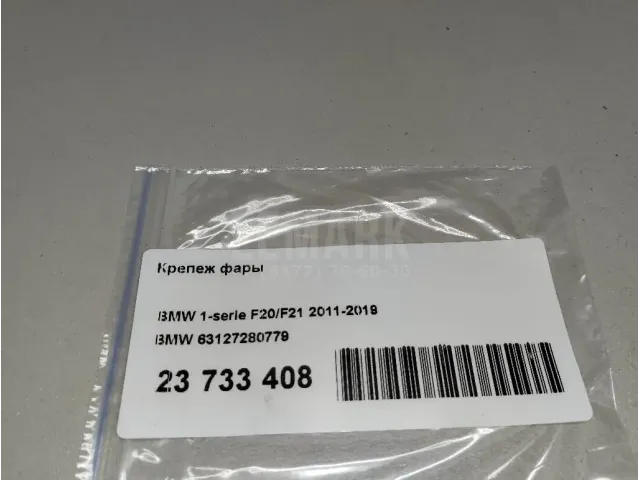 Крепеж фары
BMW 1-serie F20/F21 2011-2019
BMW 63127280779
23 733 408